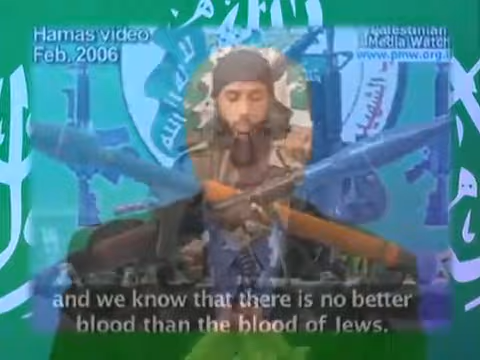 Hamas video
Feb. 2006
Palestinian
Media Watch
www.pmw.org.il
and we know that there is no better
blood than the blood of Jews.